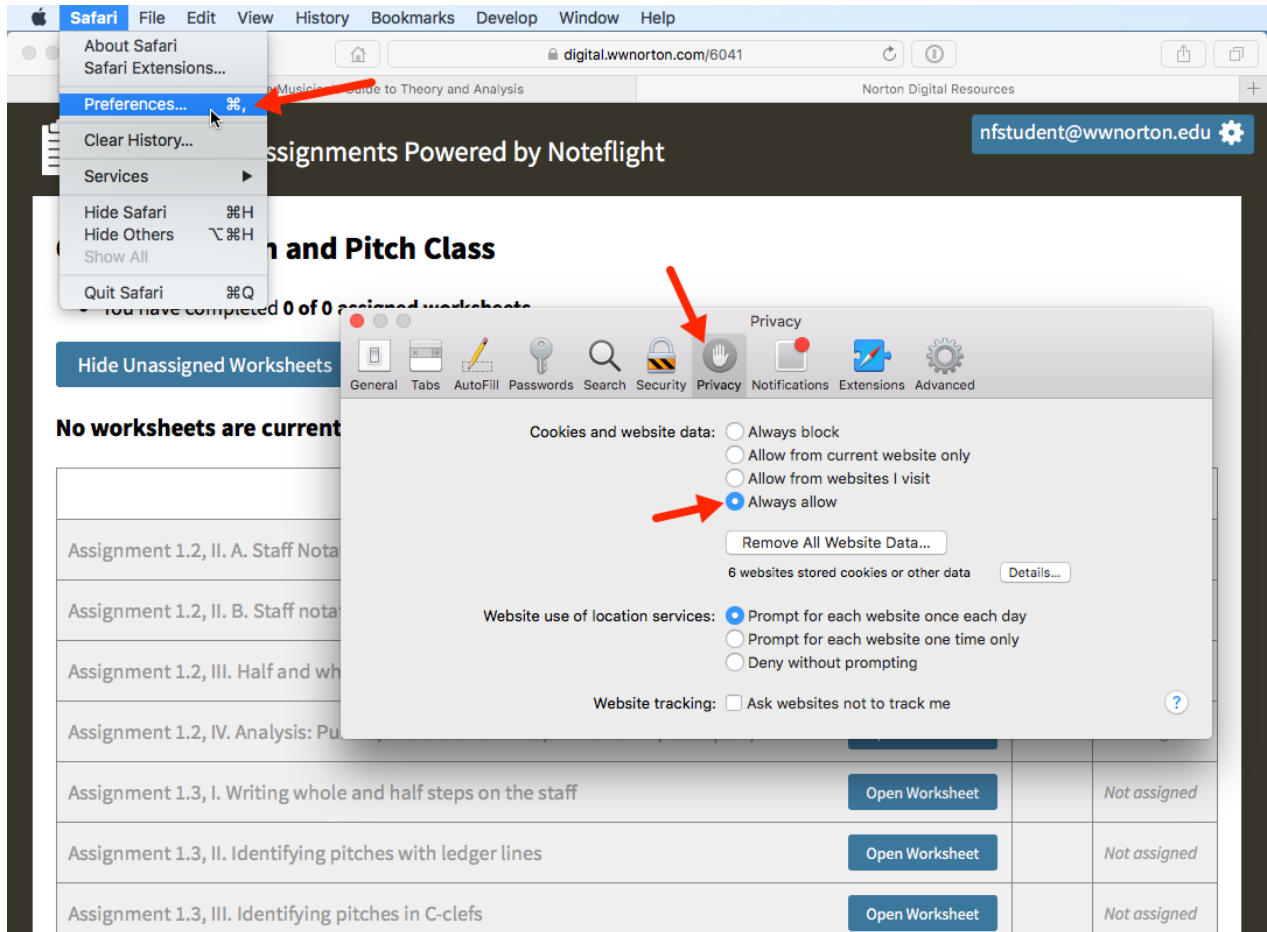 Safari File Edit View History Bookmarks Develop Window Help
About Safari
Safari Extensions...
Preferences... ⌘,
Clear History...
Services ▶
Hide Safari ⌘H
Hide Others ⌥⌘H
Show All
Quit Safari ⌘Q
digital.wwnorton.com/6041
to Theory and Analysis
Norton Digital Resources
+
nfstudent@wwnorton.edu
ssignments Powered by Noteflight
and Pitch Class
You have completed 0 of 0 assigned worksheets
Hide Unassigned Worksheets
No worksheets are current
Privacy
General Tabs AutoFill Passwords Search Security Privacy Notifications Extensions Advanced
Cookies and website data: Always block
Allow from current website only
Allow from websites I visit
Always allow
Remove All Website Data...
6 websites stored cookies or other data Details...
Website use of location services: Prompt for each website once each day
Prompt for each website one time only
Deny without prompting
Website tracking: Ask websites not to track me ?
Assignment 1.2, II. A. Staff Nota
Assignment 1.2, II. B. Staff nota
Assignment 1.2, III. Half and wh
Assignment 1.2, IV. Analysis: Pu
Assignment 1.3, I. Writing whole and half steps on the staff Open Worksheet Not assigned
Assignment 1.3, II. Identifying pitches with ledger lines Open Worksheet Not assigned
Assignment 1.3, III. Identifying pitches in C-clefs Open Worksheet Not assigned